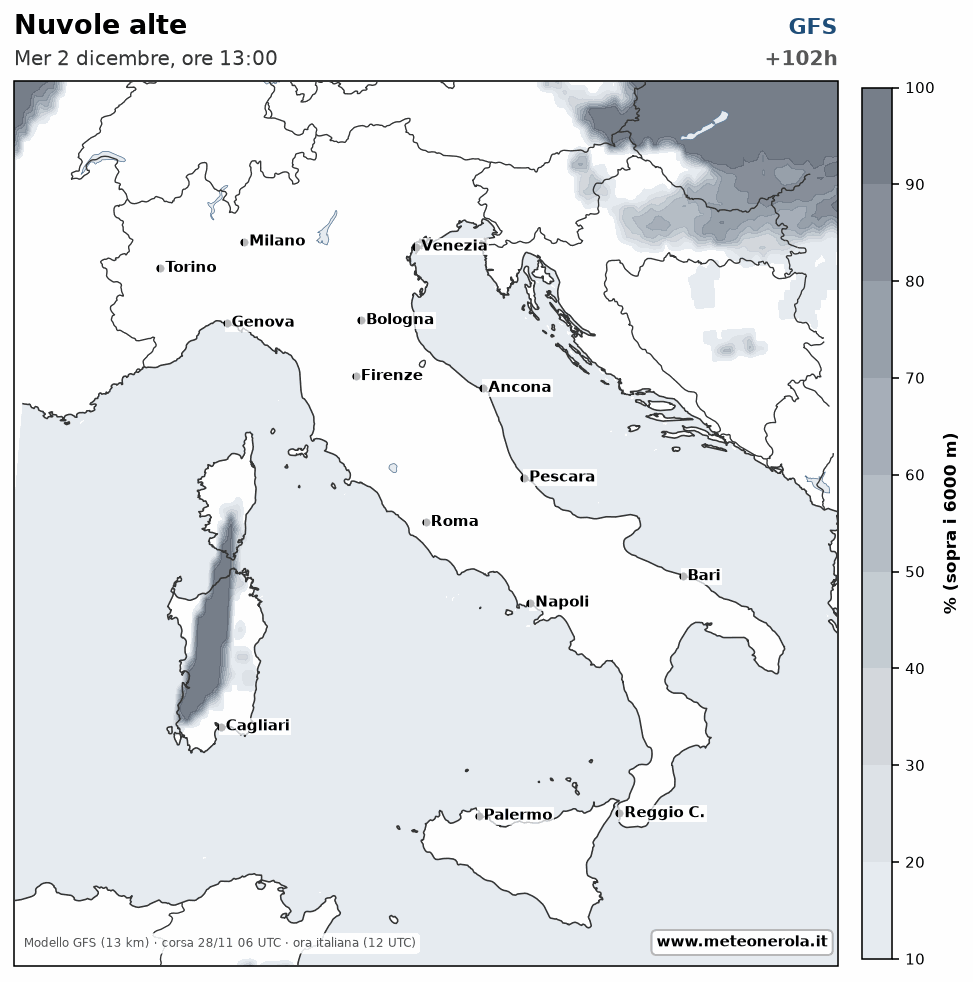 Nuvole alte
GFS
Mer 2 dicembre, ore 13:00
+102h
100
90
80
70
60
50
40
30
20
10
% (sopra i 6000 m)
Milano
Venezia
Torino
Genova
Bologna
Firenze
Ancona
Pescara
Roma
Bari
Napoli
Cagliari
Palermo
Reggio C.
Modello GFS (13 km) · corsa 28/11 06 UTC · ora italiana (12 UTC)
www.meteonerola.it